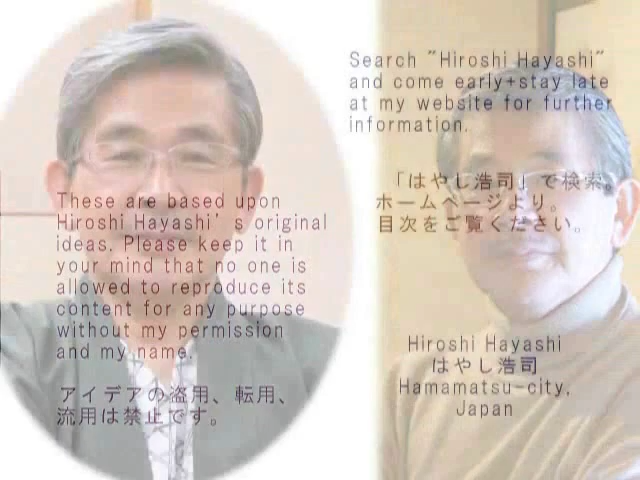 Search "Hiroshi Hayashi"
and come early+stay late
at my website for further
information.
「はやし浩司」で検索。
ホームページより。
目次をご覧ください。
These are based upon
Hiroshi Hayashi's original
ideas. Please keep it in
your mind that no one is
allowed to reproduce its
content for any purpose
without my permission
and my name.
アイデアの盗用、転用、
流用は禁止です。
Hiroshi Hayashi
はやし浩司
Hamamatsu-city,
Japan